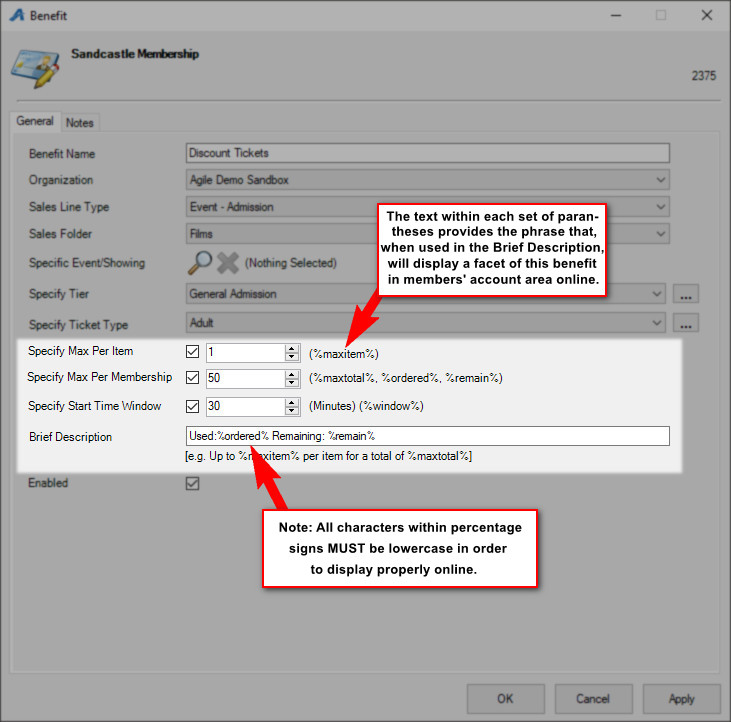 Benefit
Sandcastle Membership
2375
General
Notes
Benefit Name
Discount Tickets
Organization
Agile Demo Sandbox
Sales Line Type
Event - Admission
Sales Folder
Films
The text within each set of paran-
theses provides the phrase that,
when used in the Brief Description,
will display a facet of this benefit
in members' account area online.
Specific Event/Showing
(Nothing Selected)
Specify Tier
General Admission
...
Specify Ticket Type
Adult
...
Specify Max Per Item
1
(%maxitem%)
Specify Max Per Membership
50
(%maxtotal%, %ordered%, %remain%)
Specify Start Time Window
30
(Minutes) (%window%)
Brief Description
Used:%ordered% Remaining: %remain%
[e.g. Up to %maxitem% per item for a total of %maxtotal%]
Enabled
Note: All characters within percentage
signs MUST be lowercase in order
to display properly online.
OK
Cancel
Apply